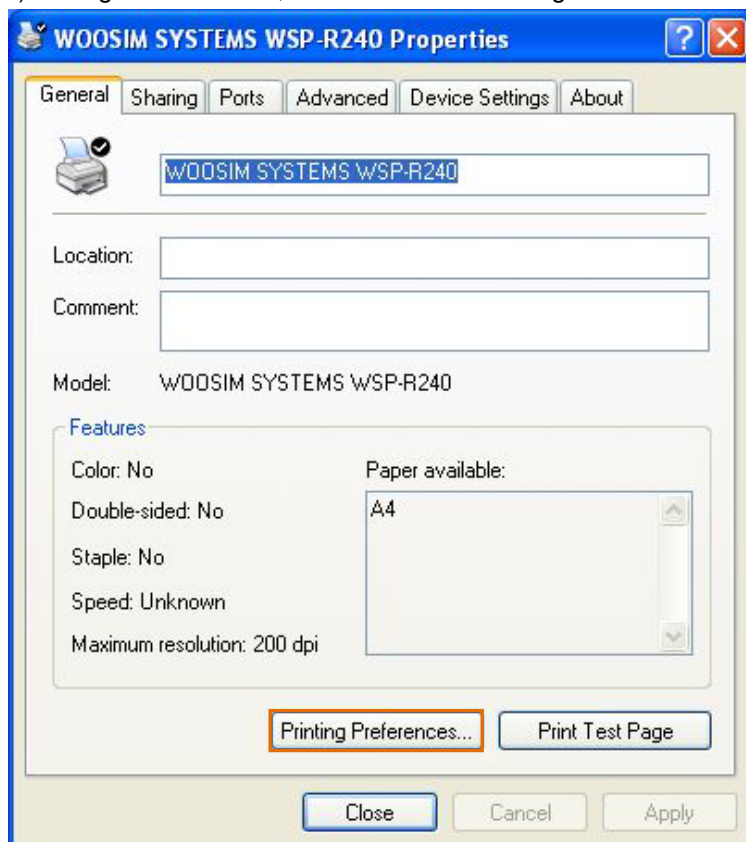 WOOSIM SYSTEMS WSP-R240 Properties
General Sharing Ports Advanced Device Settings About
WOOSIM SYSTEMS WSP-R240
Location:
Comment:
Model: WOOSIM SYSTEMS WSP-R240
Features
Color: No Paper available:
Double-sided: No A4
Staple: No
Speed: Unknown
Maximum resolution: 200 dpi
Printing Preferences... Print Test Page
Close Cancel Apply